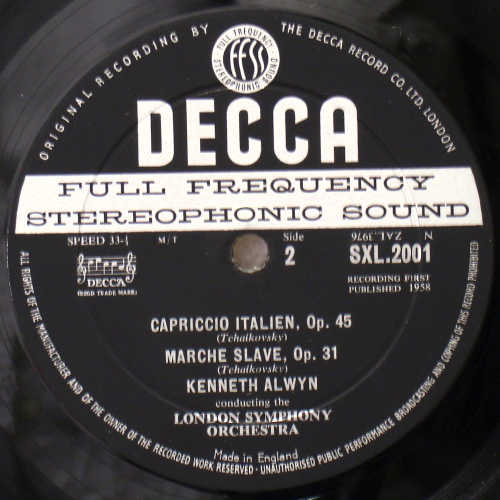 ORIGINAL RECORDING BY
THE DECCA RECORD CO. LTD. LONDON
FULL FREQUENCY
FFSS
STEREOPHONIC SOUND
DECCA
FULL FREQUENCY
STEREOPHONIC SOUND
SPEED 33-⅓
M/T
Side
2
ZAL.3976
N
SXL.2001
DECCA
(REGD TRADE MARK)
RECORDING FIRST
PUBLISHED 1958
CAPRICCIO ITALIEN, Op. 45
(Tchaikovsky)
MARCHE SLAVE, Op. 31
(Tchaikovsky)
KENNETH ALWYN
conducting the
LONDON SYMPHONY
ORCHESTRA
Made in England
ALL RIGHTS OF THE MANUFACTURER AND OF THE OWNER OF THE RECORDED WORK RESERVED · UNAUTHORISED PUBLIC PERFORMANCE BROADCASTING AND COPYING OF THIS RECORD PROHIBITED